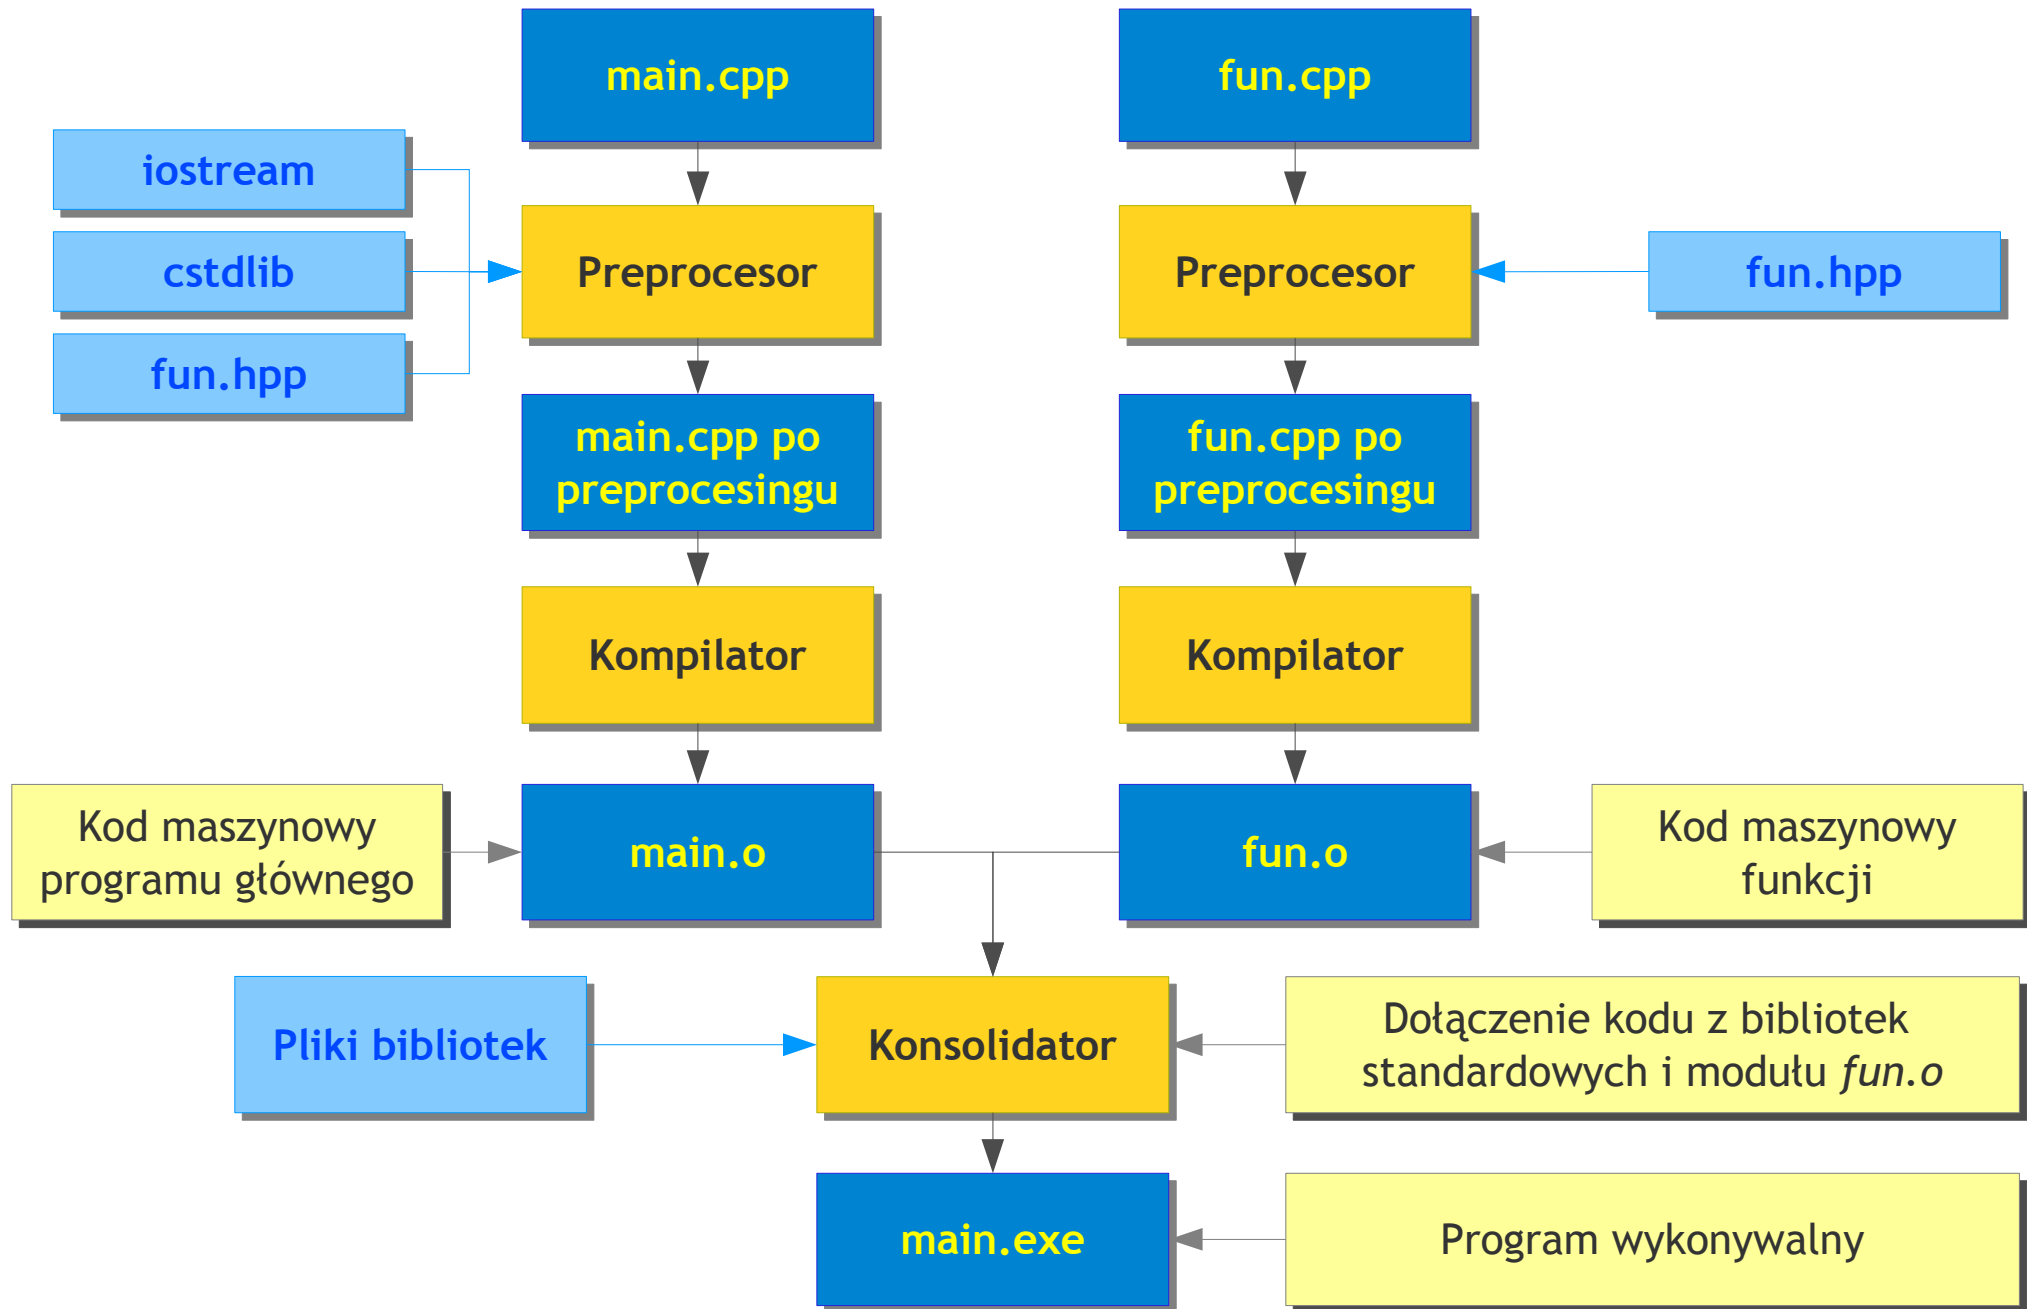 main.cpp
fun.cpp
iostream
cstdlib
fun.hpp
Preprocesor
Preprocesor
fun.hpp
main.cpp po
preprocesingu
fun.cpp po
preprocesingu
Kompilator
Kompilator
Kod maszynowy
programu głównego
main.o
fun.o
Kod maszynowy
funkcji
Pliki bibliotek
Konsolidator
Dołączenie kodu z bibliotek
standardowych i modułu fun.o
main.exe
Program wykonywalny